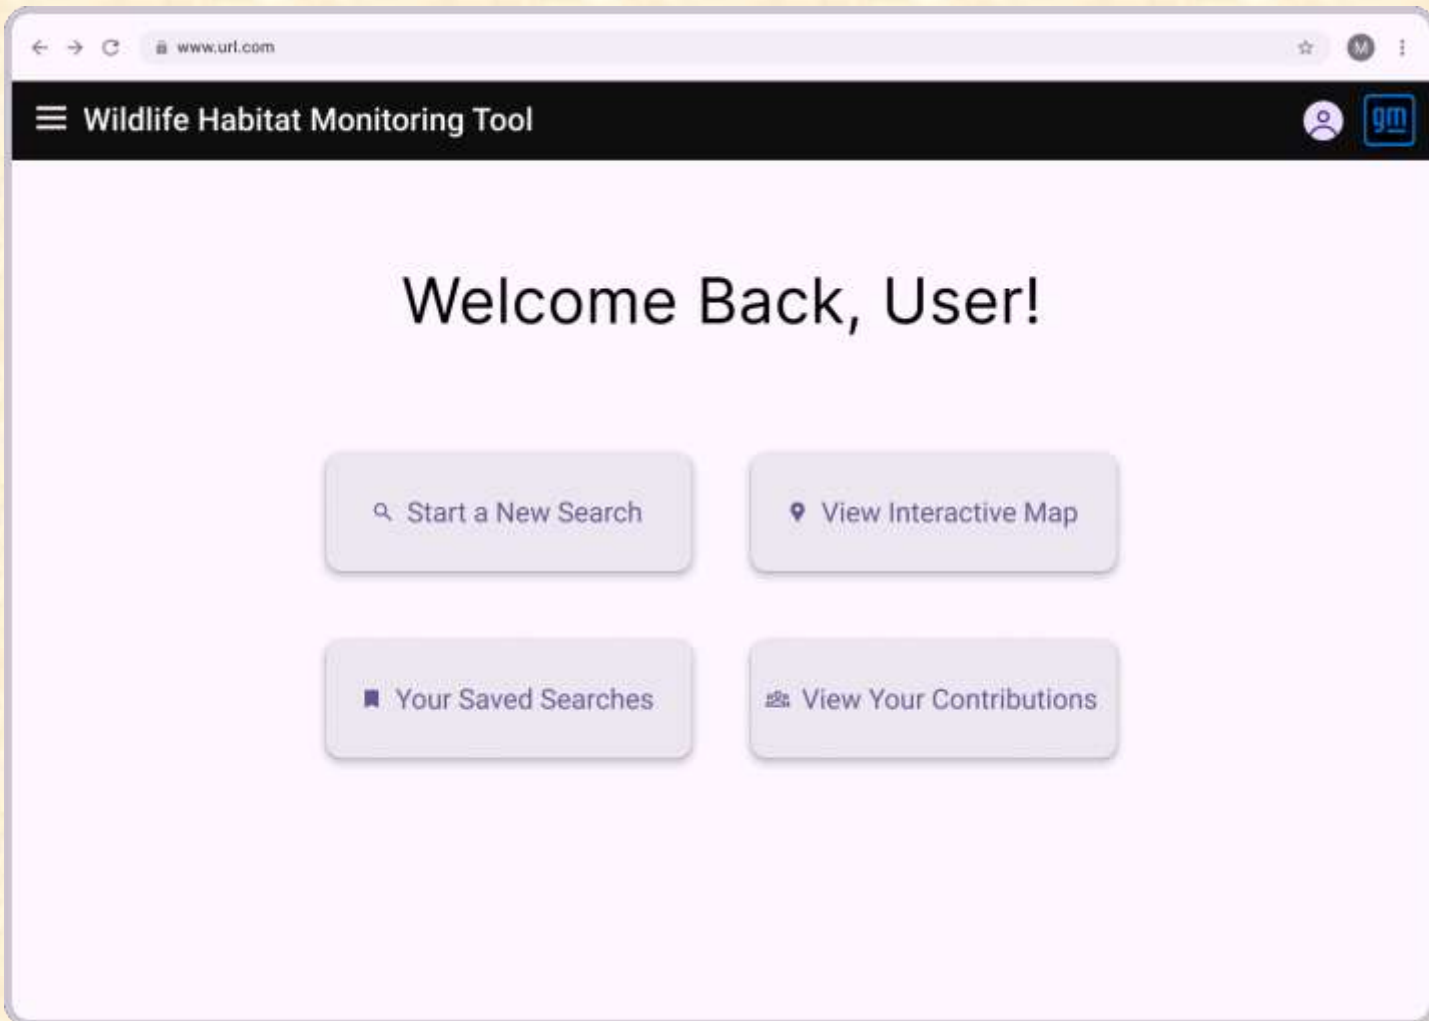 www.url.com
M
Wildlife Habitat Monitoring Tool
gm
Welcome Back, User!
Start a New Search
View Interactive Map
Your Saved Searches
View Your Contributions